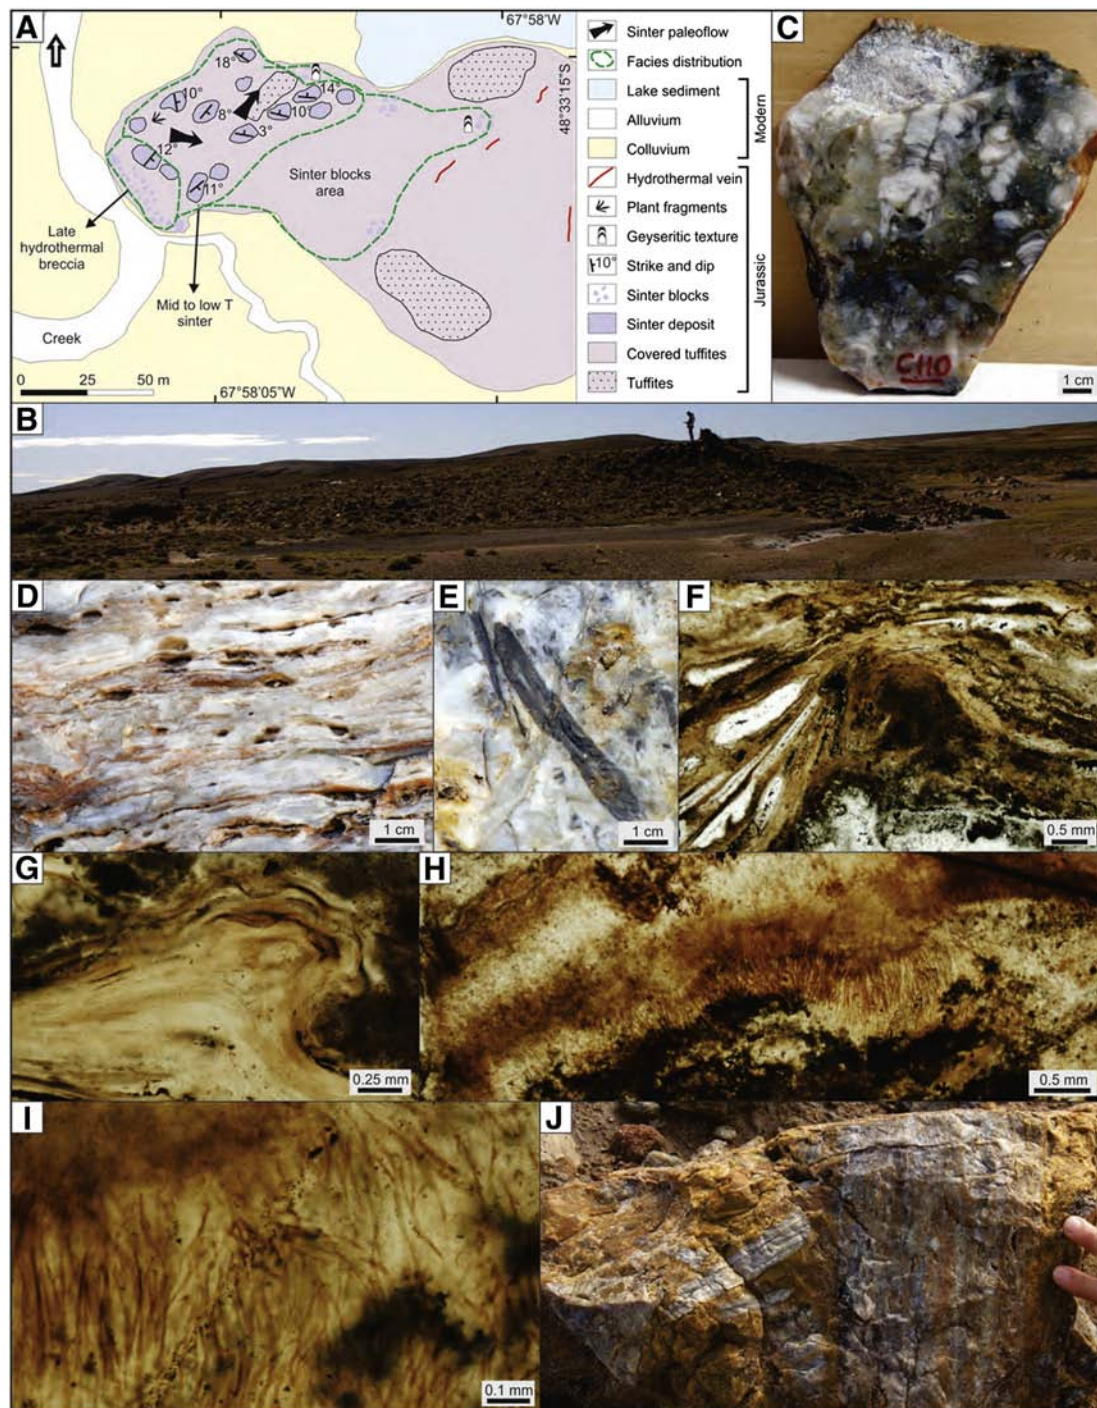 A
67°58'W
48°33'15"S
18°
10°
14°
8°
10°
3°
12°
11°
Sinter blocks
area
Late
hydrothermal
breccia
Mid to low T
sinter
Creek
0 25 50 m
67°58'05"W
Sinter paleoflow
Facies distribution
Lake sediment
Alluvium
Colluvium
Modern
Hydrothermal vein
Plant fragments
Geyseritic texture
10°
Strike and dip
Sinter blocks
Sinter deposit
Covered tuffites
Tuffites
Jurassic
C
C110
1 cm
B
D
1 cm
E
1 cm
F
0.5 mm
G
0.25 mm
H
0.5 mm
I
0.1 mm
J